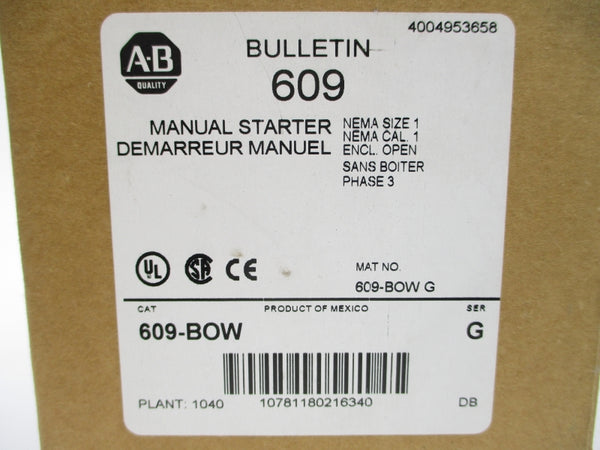 4004953658
A-B
QUALITY
BULLETIN
609
MANUAL STARTER
DEMARREUR MANUEL
NEMA SIZE 1
NEMA CAL. 1
ENCL. OPEN
SANS BOITER
PHASE 3
UL
SA
CE
MAT NO.
609-BOW G
CAT
PRODUCT OF MEXICO
SER
609-BOW
G
PLANT: 1040
10781180216340
DB